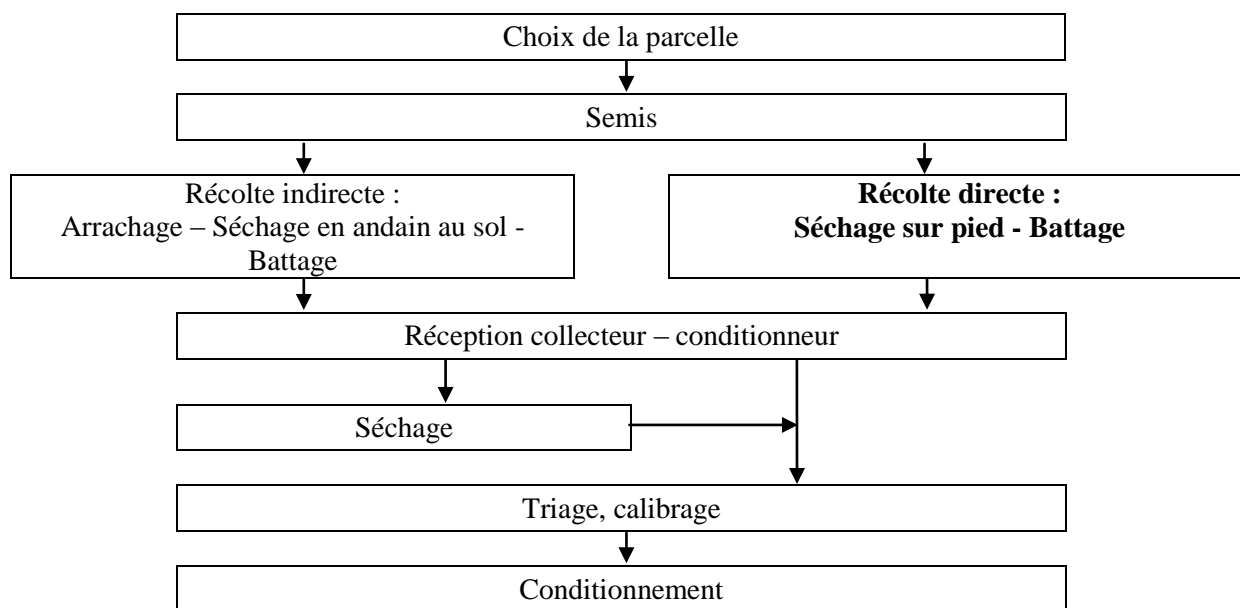 Choix de la parcelle
Semis
Récolte indirecte :
Arrachage – Séchage en andain au sol -
Battage
Récolte directe :
Séchage sur pied - Battage
Réception collecteur – conditionneur
Séchage
Triage, calibrage
Conditionnement